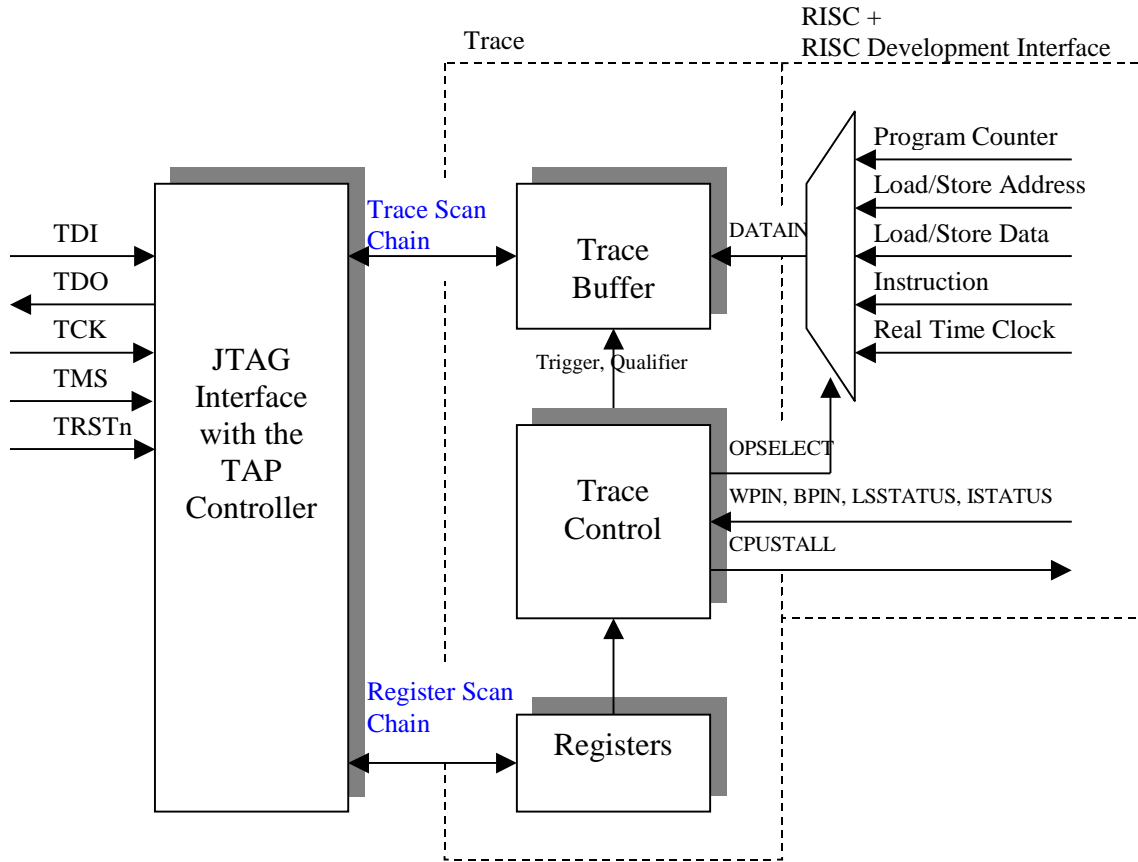 RISC +
RISC Development Interface
Trace
Program Counter
Load/Store Address
Load/Store Data
Instruction
Real Time Clock
Trace Scan
Chain
DATAIN
Trace
Buffer
TDI
TDO
TCK
TMS
TRSTn
JTAG
Interface
with the
TAP
Controller
Trigger, Qualifier
OPSELECT
WPIN, BPIN, LSSTATUS, ISTATUS
CPUSTALL
Trace
Control
Register Scan
Chain
Registers